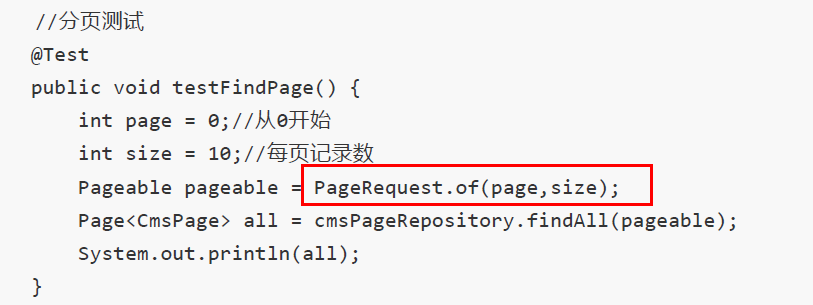 //分页测试
@Test
public void testFindPage() {
int page = 0;//从0开始
int size = 10;//每页记录数
Pageable pageable = PageRequest.of(page,size);
Page<CmsPage> all = cmsPageRepository.findAll(pageable);
System.out.println(all);
}